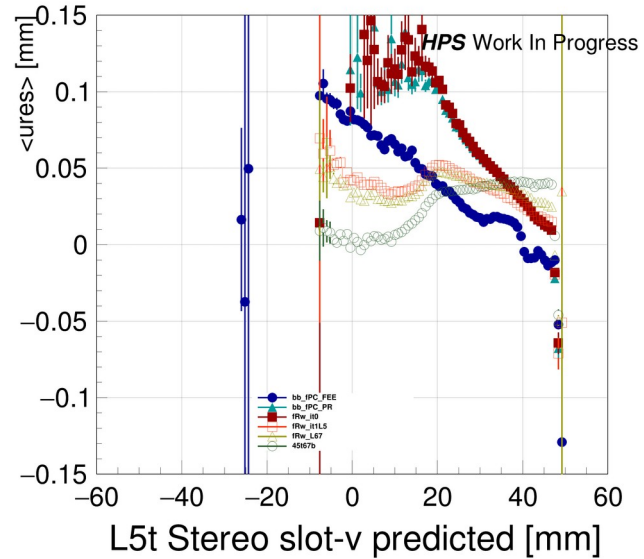 HPS Work In Progress
<ures> [mm]
0.15
0.1
0.05
0
−0.05
−0.1
−0.15
bb_fPC_FEE
bb_fPC_PR
fRw_it0
fRw_it1L5
fRw_L67
45t67b
−60 −40 −20 0 20 40 60
L5t Stereo slot-v predicted [mm]